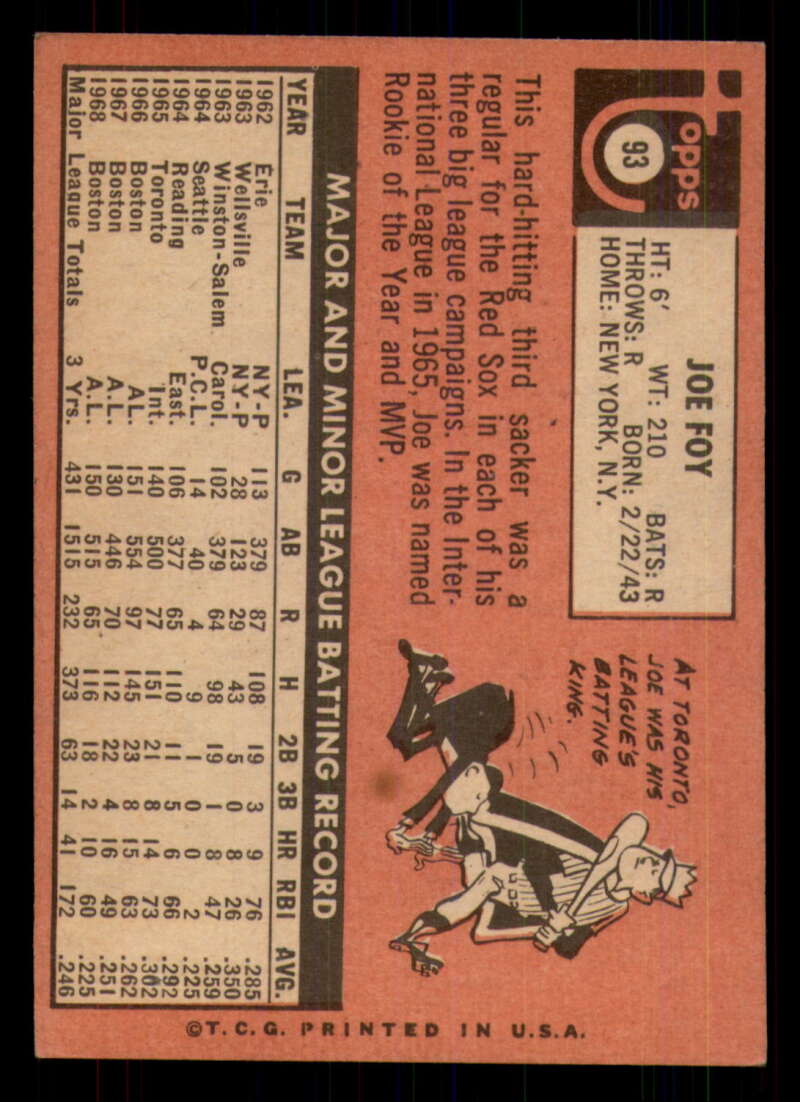 Topps
93
JOE FOY
HT: 6' WT: 210 BATS: R
THROWS: R BORN: 2/22/43
HOME: NEW YORK, N.Y.
This hard-hitting third sacker was a
regular for the Red Sox in each of his
three big league campaigns. In the Inter-
national League in 1965, Joe was named
Rookie of the Year and MVP.
AT TORONTO,
JOE WAS HIS
LEAGUE'S
BATTING
KING.
MAJOR AND MINOR LEAGUE BATTING RECORD
YEAR TEAM LEA. G AB R H 2B 3B HR RBI AVG.
1962 Erie NY-P 113 379 87 108 19 3 9 76 .285
1963 Wellsville NY-P 28 123 29 43 5 0 8 26 .350
1963 Winston-Salem Carol. 102 379 64 98 19 1 8 47 .259
1964 Seattle P.C.L. 14 40 4 9 1 0 0 2 .225
1964 Reading East. 106 377 65 110 11 5 6 66 .292
1965 Toronto Int. 140 500 77 151 21 8 14 73 .302
1966 Boston A.L. 151 554 97 145 23 8 15 63 .262
1967 Boston A.L. 130 446 70 112 22 4 16 49 .251
1968 Boston A.L. 150 515 65 116 18 2 10 60 .225
Major League Totals 3 Yrs. 431 1515 232 373 63 14 41 172 .246
©T.C.G. PRINTED IN U.S.A.